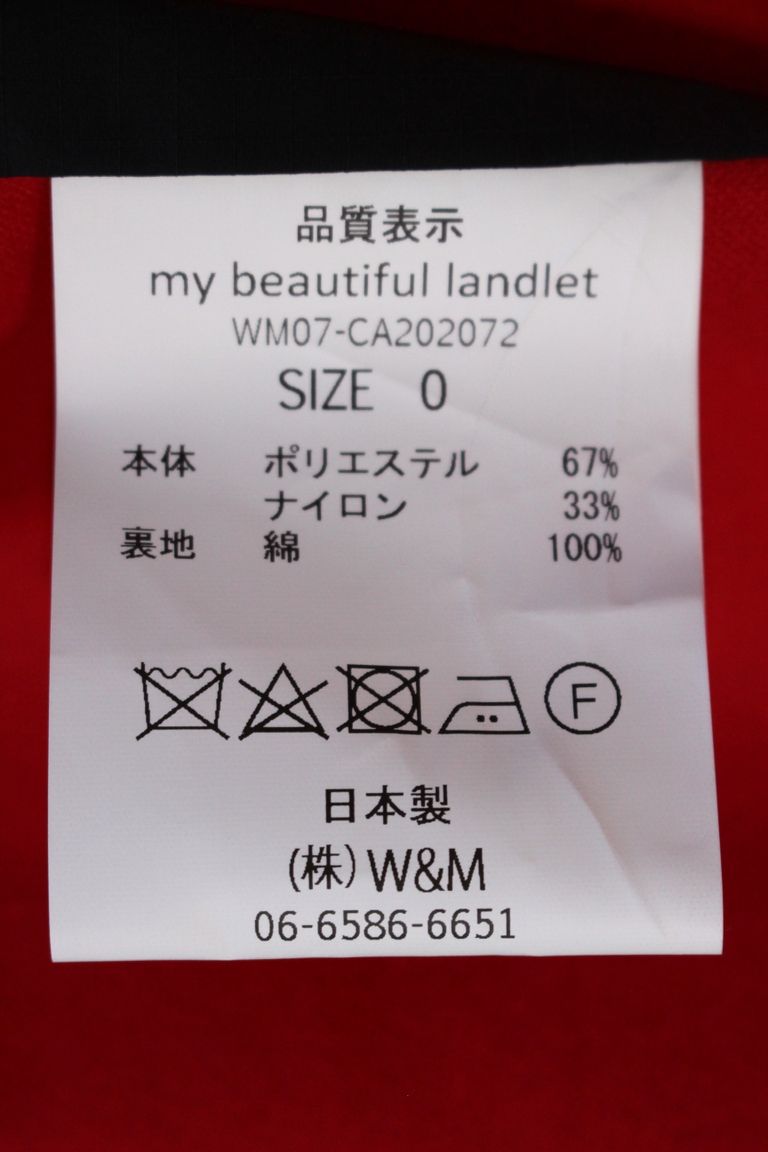 品質表示
my beautiful landlet
WM07-CA202072
SIZE 0
本体 ポリエステル 67%
ナイロン 33%
裏地 綿 100%
F
日本製
(株)W&M
06-6586-6651